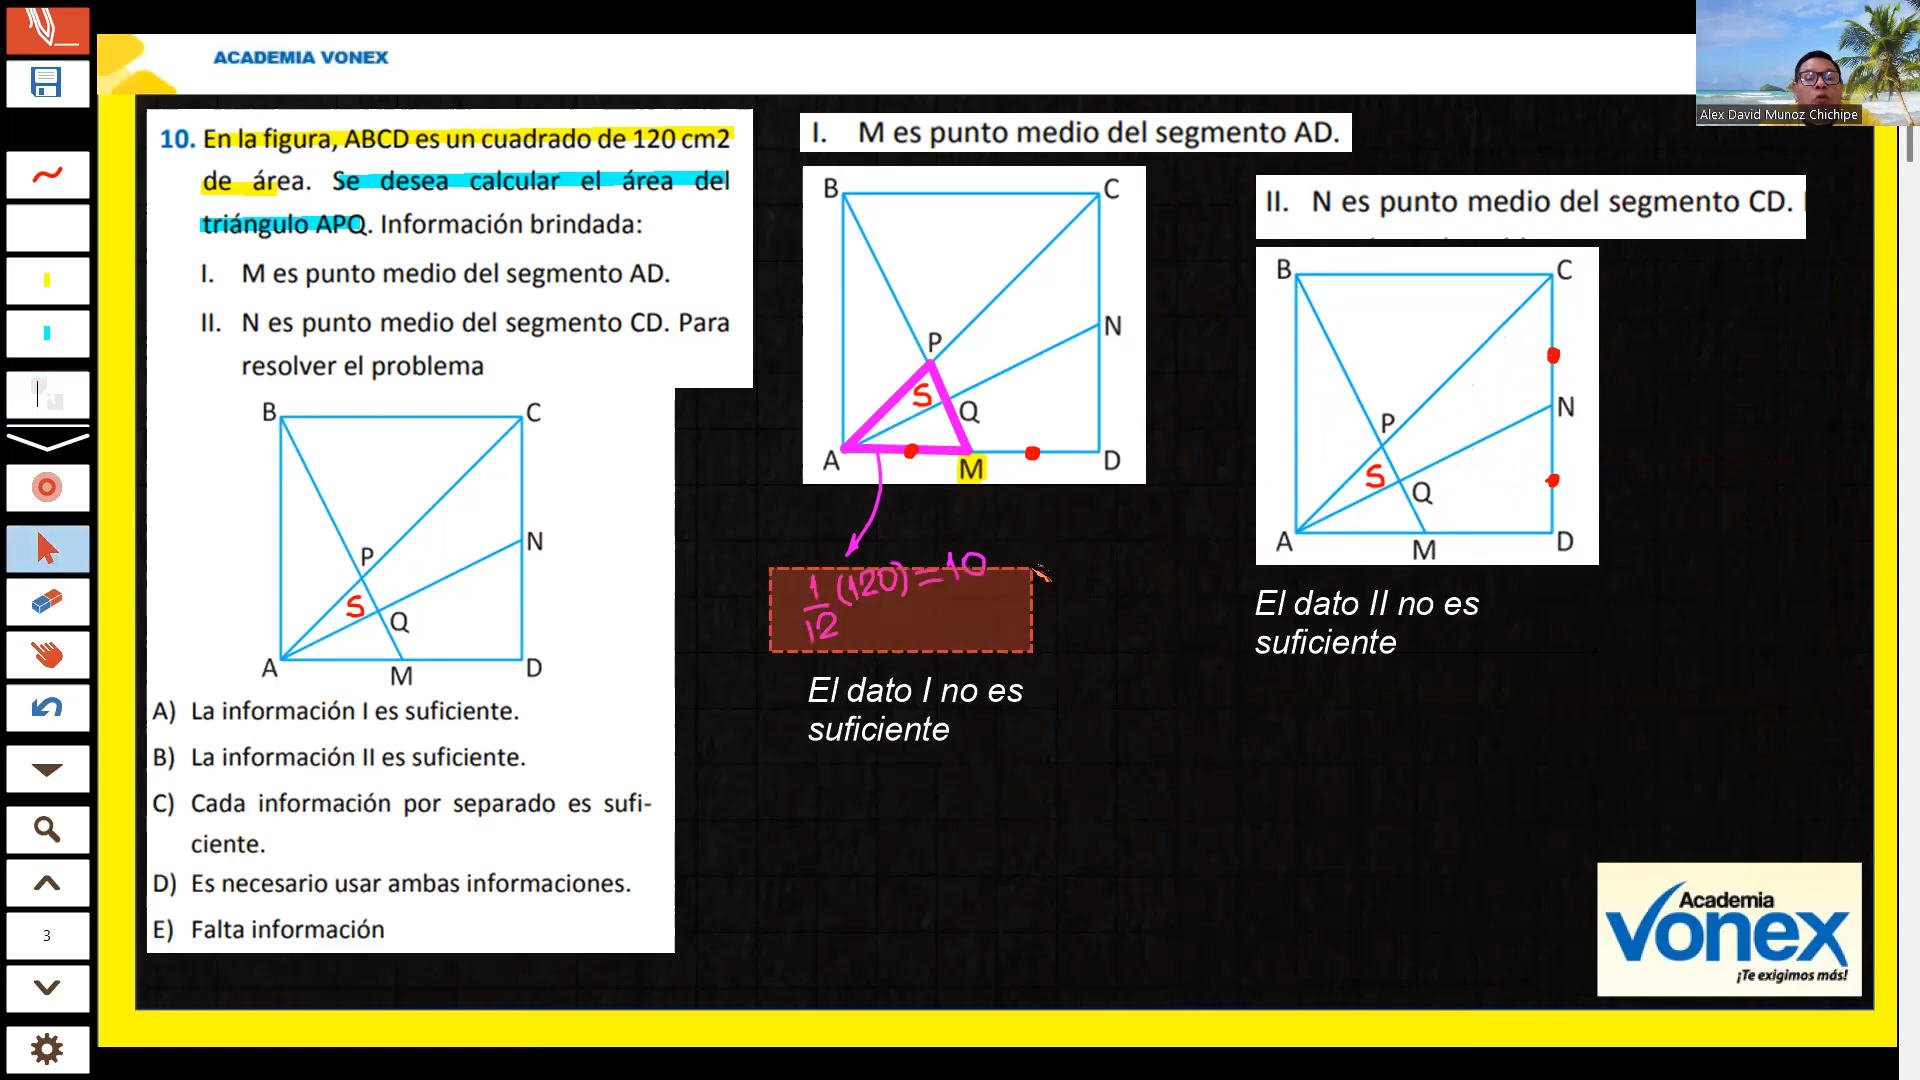 ACADEMIA VONEX
Alex David Munoz Chichipe
10. En la figura, ABCD es un cuadrado de 120 cm2
de área. Se desea calcular el área del
triángulo APQ. Información brindada:
I. M es punto medio del segmento AD.
II. N es punto medio del segmento CD. Para
resolver el problema
B
C
P
N
S
Q
A
M
D
A) La información I es suficiente.
B) La información II es suficiente.
C) Cada información por separado es sufi-
ciente.
D) Es necesario usar ambas informaciones.
E) Falta información
I. M es punto medio del segmento AD.
B
C
P
N
S
Q
A
M
D
1/12 (120) = 10
El dato I no es
suficiente
II. N es punto medio del segmento CD.
B
C
P
N
S
Q
A
M
D
El dato II no es
suficiente
Academia
Vonex
¡Te exigimos más!
3